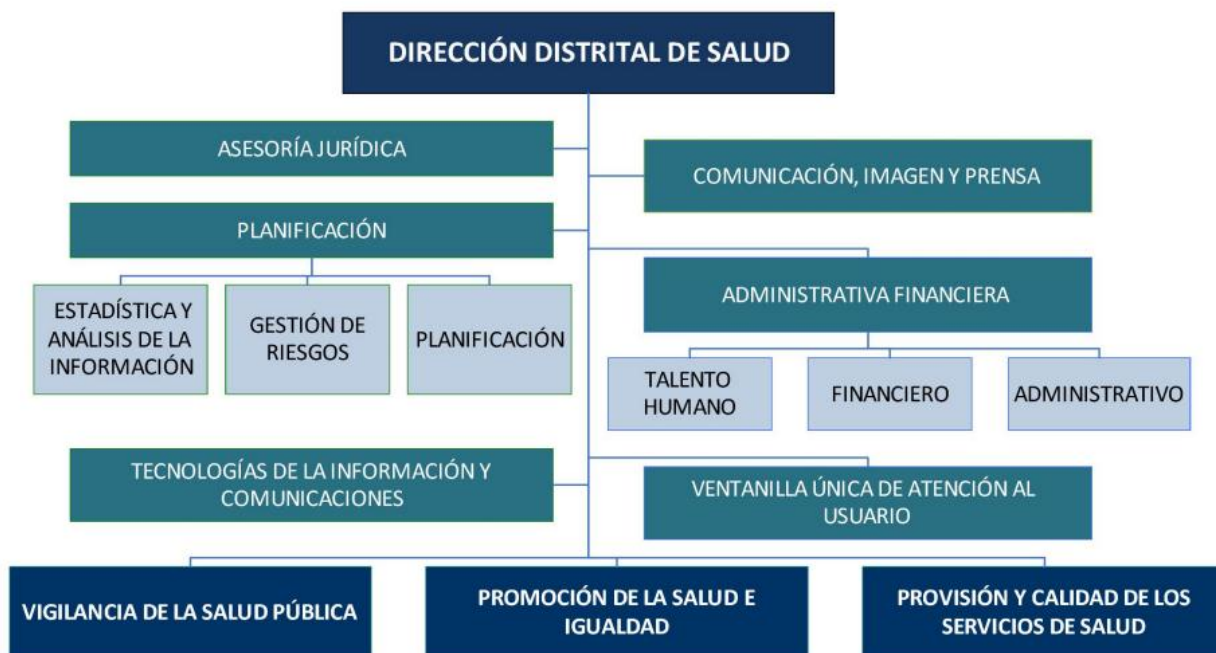 DIRECCIÓN DISTRITAL DE SALUD
ASESORÍA JURÍDICA
COMUNICACIÓN, IMAGEN Y PRENSA
PLANIFICACIÓN
ESTADÍSTICA Y
ANÁLISIS DE LA
INFORMACIÓN
GESTIÓN DE
RIESGOS
PLANIFICACIÓN
ADMINISTRATIVA FINANCIERA
TALENTO
HUMANO
FINANCIERO
ADMINISTRATIVO
TECNOLOGÍAS DE LA INFORMACIÓN Y
COMUNICACIONES
VENTANILLA ÚNICA DE ATENCIÓN AL
USUARIO
VIGILANCIA DE LA SALUD PÚBLICA
PROMOCIÓN DE LA SALUD E
IGUALDAD
PROVISIÓN Y CALIDAD DE LOS
SERVICIOS DE SALUD